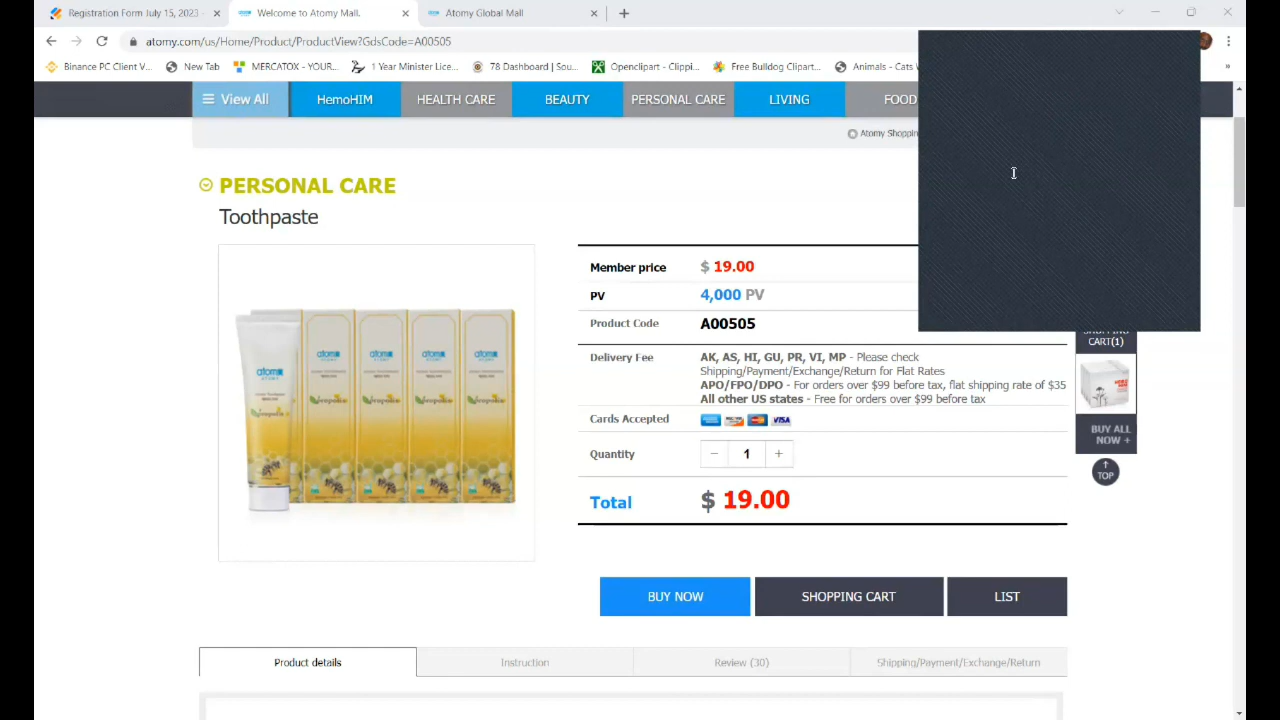 Registration Form July 15, 2023 -
Welcome to Atomy Mall.
Atomy Global Mall
atomy.com/us/Home/Product/ProductView?GdsCode=A00505
Binance PC Client V...
New Tab
MERCATOX - YOUR...
1 Year Minister Lice...
78 Dashboard | Sou...
Openclipart - Clippi...
Free Bulldog Clipart...
Animals - Cats W
»
View All
HemoHIM
HEALTH CARE
BEAUTY
PERSONAL CARE
LIVING
FOOD
Atomy Shoppin
PERSONAL CARE
Toothpaste
atomy
Member price $ 19.00
PV 4,000 PV
Product Code A00505
Delivery Fee AK, AS, HI, GU, PR, VI, MP - Please check
Shipping/Payment/Exchange/Return for Flat Rates
APO/FPO/DPO - For orders over $99 before tax, flat shipping rate of $35
All other US states - Free for orders over $99 before tax
Cards Accepted VISA
Quantity − 1 +
Total $ 19.00
SHOPPING
CART(1)
BUY ALL
NOW +
TOP
BUY NOW
SHOPPING CART
LIST
Product details
Instruction
Review (30)
Shipping/Payment/Exchange/Return